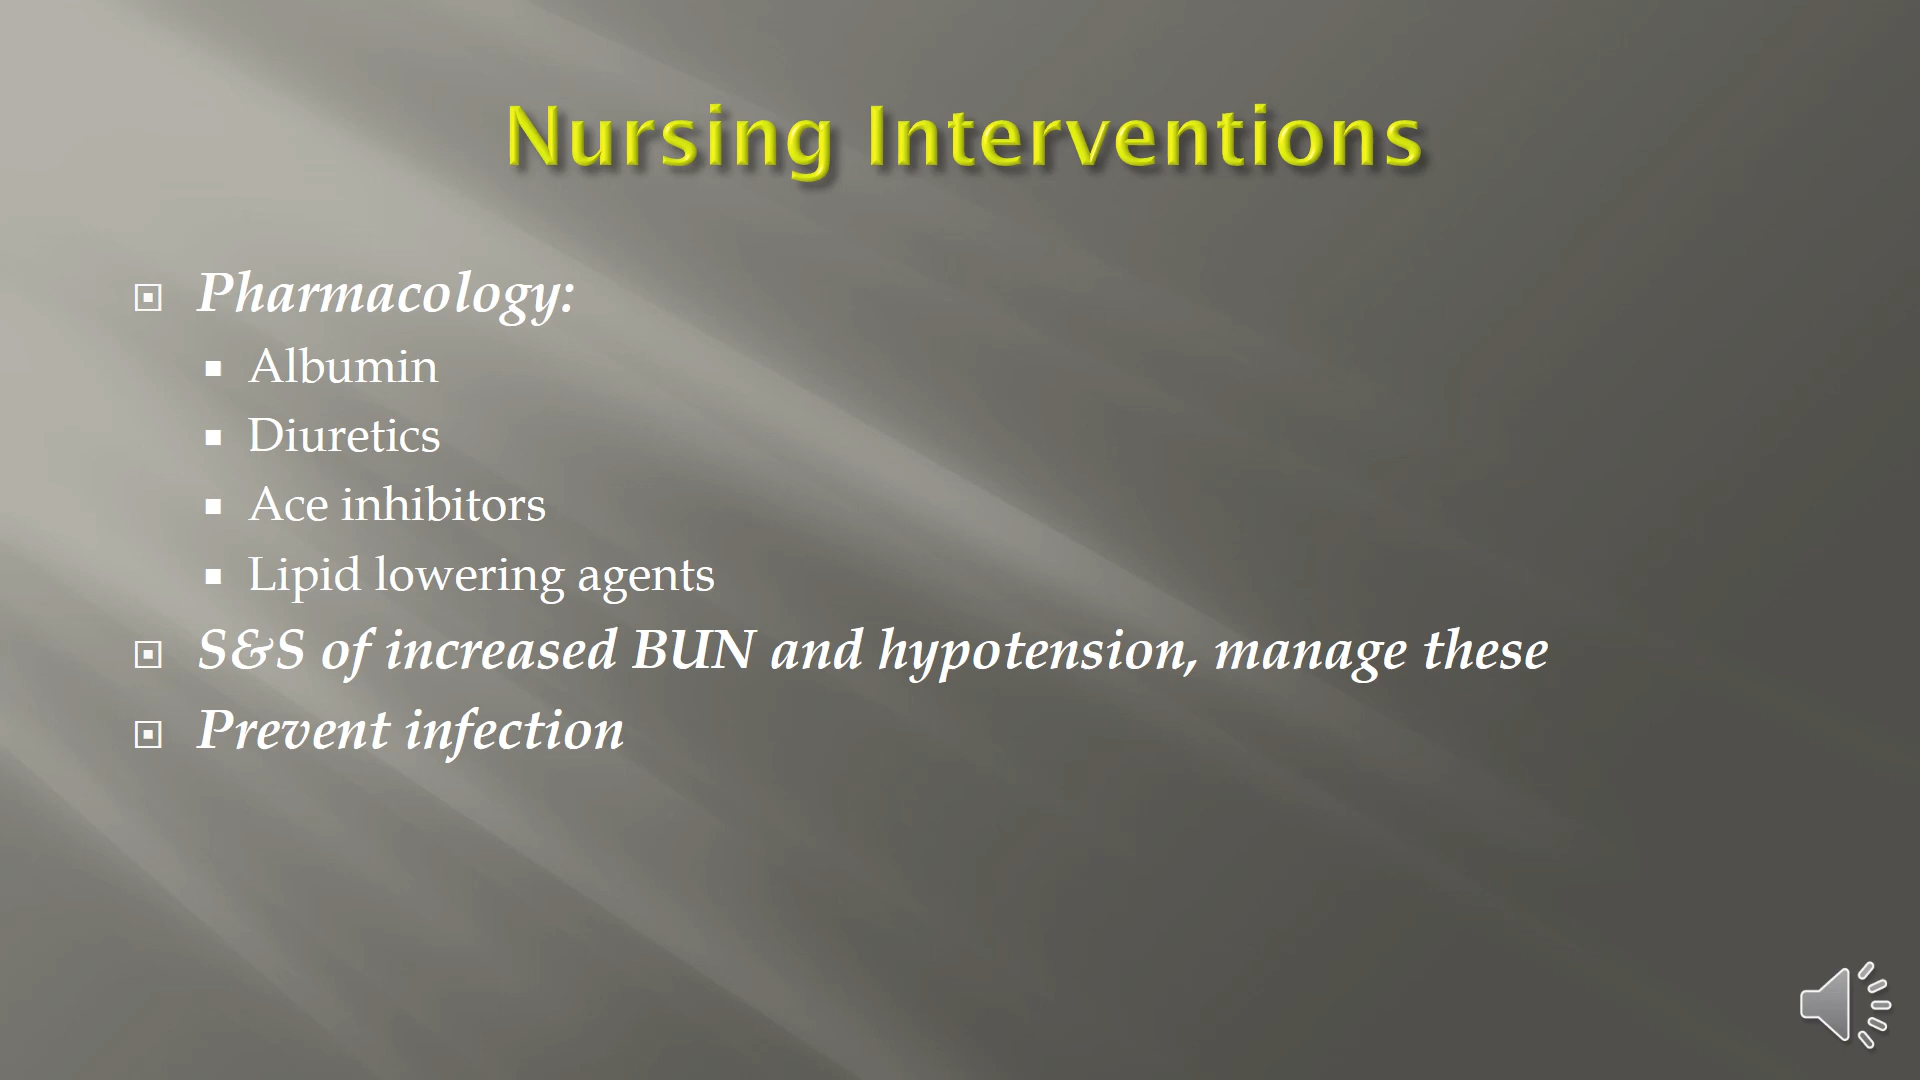 Nursing Interventions
Pharmacology:
Albumin
Diuretics
Ace inhibitors
Lipid lowering agents
S&S of increased BUN and hypotension, manage these
Prevent infection